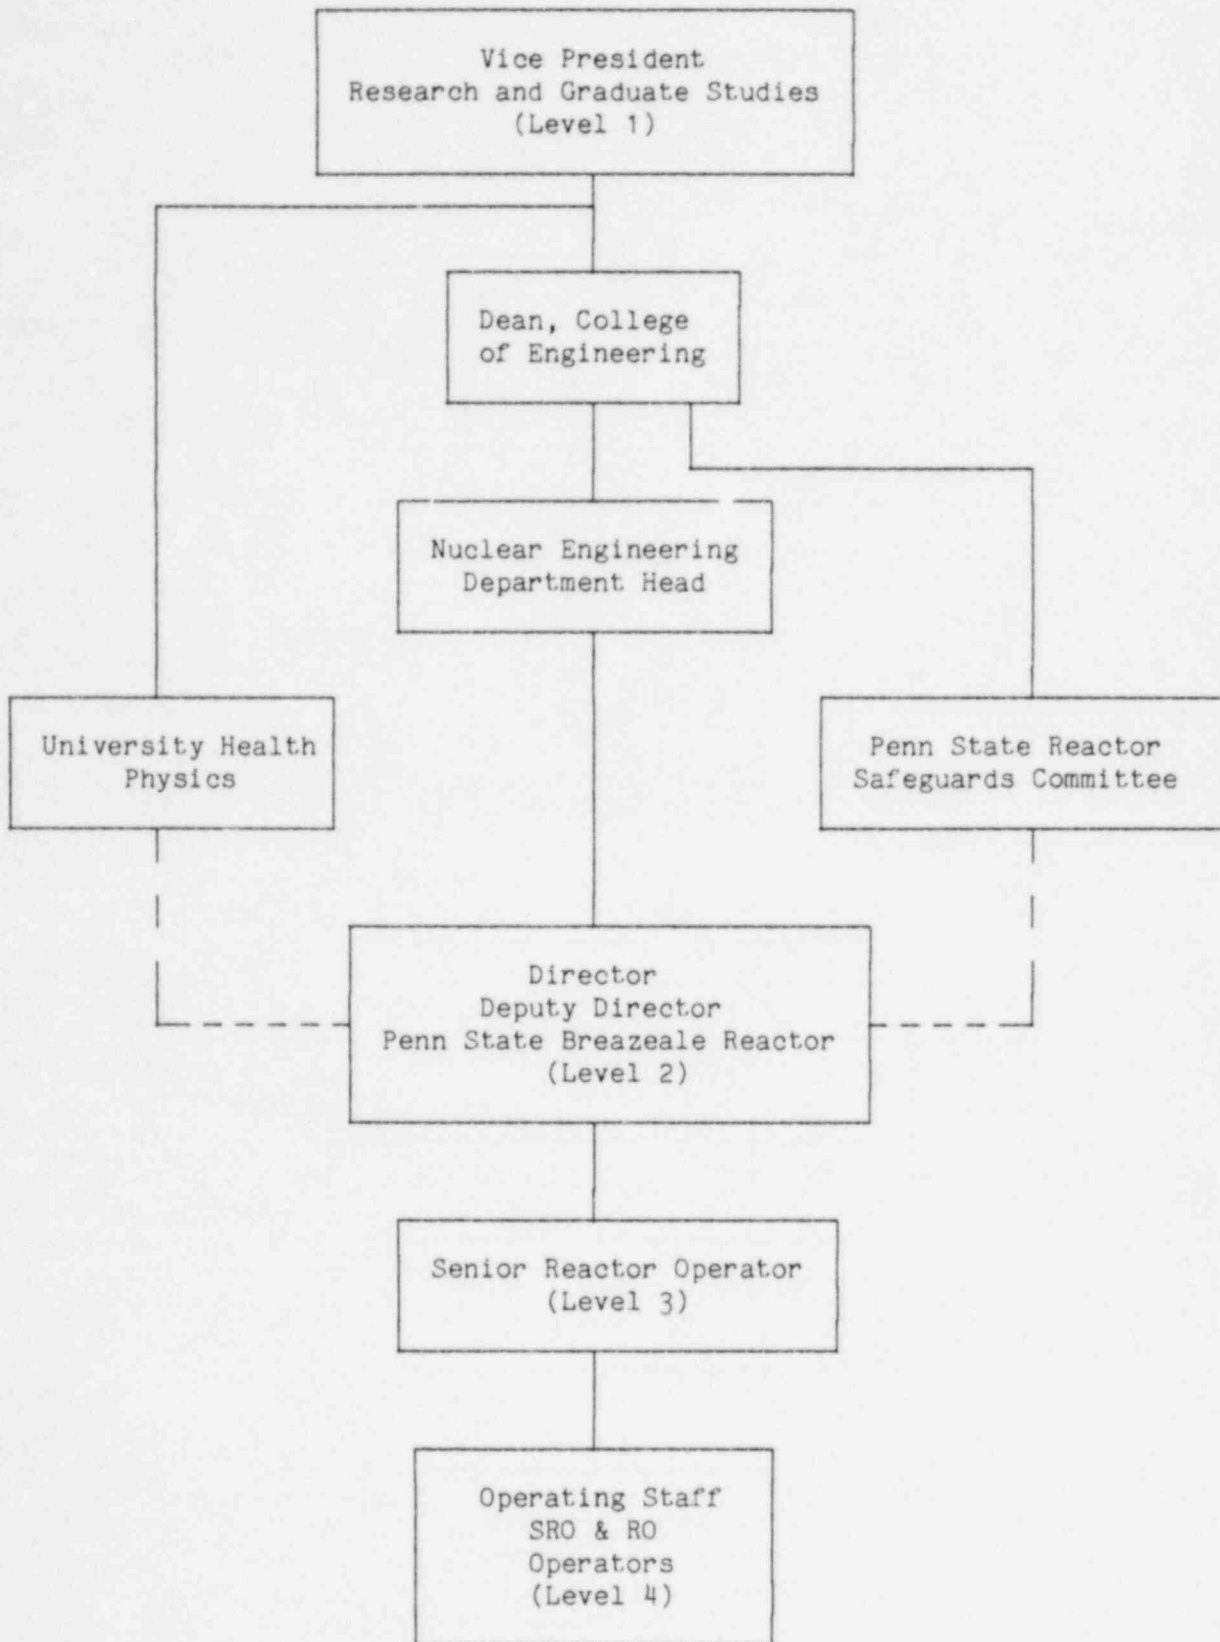 Vice President
Research and Graduate Studies
(Level 1)
Dean, College
of Engineering
Nuclear Engineering
Department Head
University Health
Physics
Penn State Reactor
Safeguards Committee
Director
Deputy Director
Penn State Breazeale Reactor
(Level 2)
Senior Reactor Operator
(Level 3)
Operating Staff
SRO & RO
Operators
(Level 4)